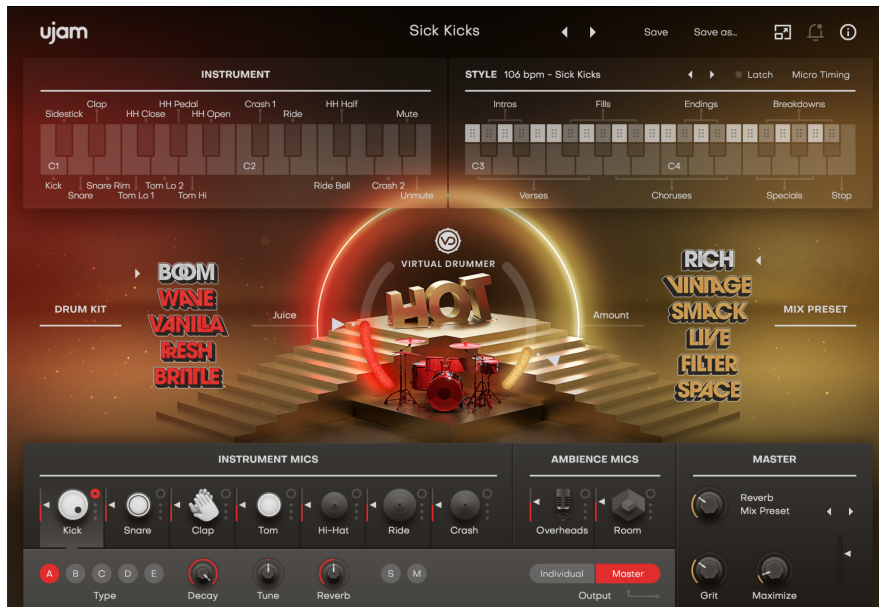 ujam
Sick Kicks
Save
Save as…
INSTRUMENT
STYLE 106 bpm – Sick Kicks
Latch
Micro Timing
Sidestick
Clap
HH Close
HH Pedal
HH Open
Crash 1
Ride
HH Half
Mute
Intros
Fills
Endings
Breakdowns
C1
C2
C3
C4
Kick
Snare
Snare Rim
Tom Lo 1
Tom Lo 2
Tom Hi
Ride Bell
Crash 2
Unmute
Verses
Choruses
Specials
Stop
VD
VIRTUAL DRUMMER
HOT
DRUM KIT
BOOM
WAVE
VANILLA
FRESH
BRITTLE
Juice
Amount
RICH
VINTAGE
SMACK
LIVE
FILTER
SPACE
MIX PRESET
INSTRUMENT MICS
AMBIENCE MICS
MASTER
Kick
Snare
Clap
Tom
Hi-Hat
Ride
Crash
Overheads
Room
Reverb
Mix Preset
A B C D E
Type
Decay
Tune
Reverb
S M
Individual
Master
Output
Grit
Maximize